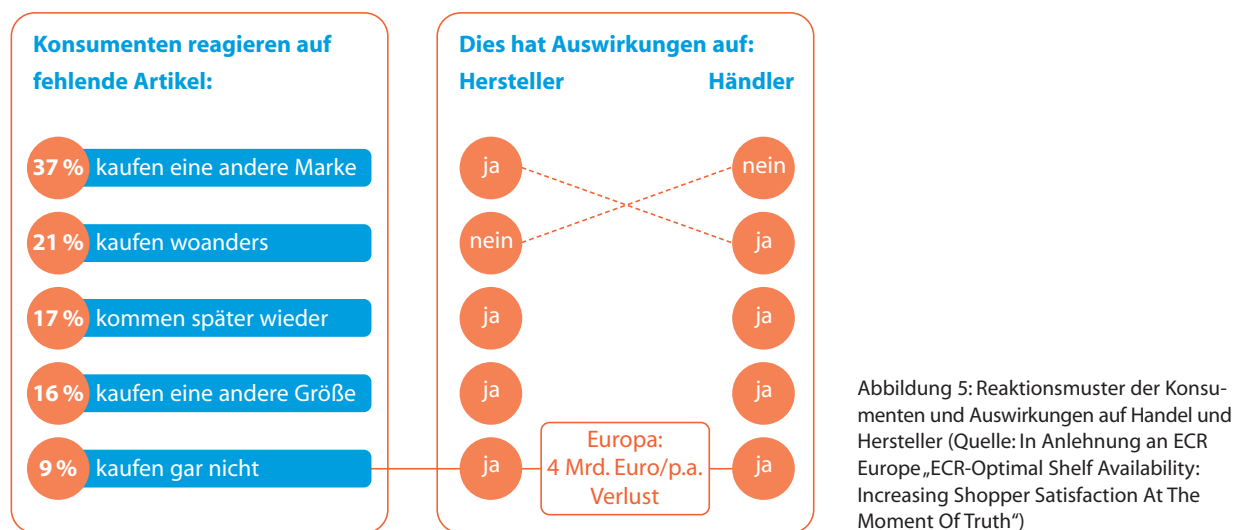 Konsumenten reagieren auf
fehlende Artikel:
37 % kaufen eine andere Marke
21 % kaufen woanders
17 % kommen später wieder
16 % kaufen eine andere Größe
9 % kaufen gar nicht
Dies hat Auswirkungen auf:
Hersteller Händler
ja nein
nein ja
ja ja
ja ja
ja ja
Europa:
4 Mrd. Euro/p.a.
Verlust
Abbildung 5: Reaktionsmuster der Konsu-
menten und Auswirkungen auf Handel und
Hersteller (Quelle: In Anlehnung an ECR
Europe „ECR-Optimal Shelf Availability:
Increasing Shopper Satisfaction At The
Moment Of Truth“)